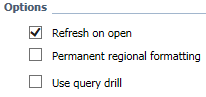 Options
Refresh on open
Permanent regional formatting
Use query drill